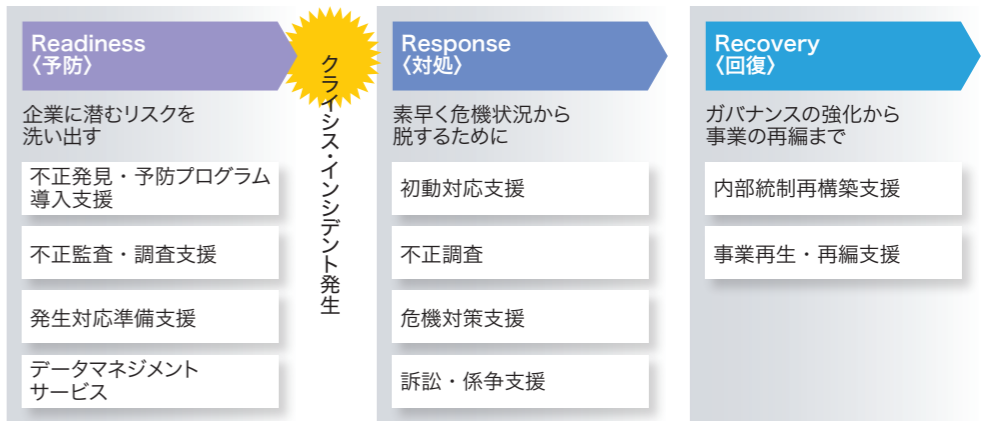 Readiness
〈予防〉
企業に潜むリスクを
洗い出す
不正発見・予防プログラム
導入支援
不正監査・調査支援
発生対応準備支援
データマネジメント
サービス
クライシス・インシデント発生
Response
〈対処〉
素早く危機状況から
脱するために
初動対応支援
不正調査
危機対策支援
訴訟・係争支援
Recovery
〈回復〉
ガバナンスの強化から
事業の再編まで
内部統制再構築支援
事業再生・再編支援